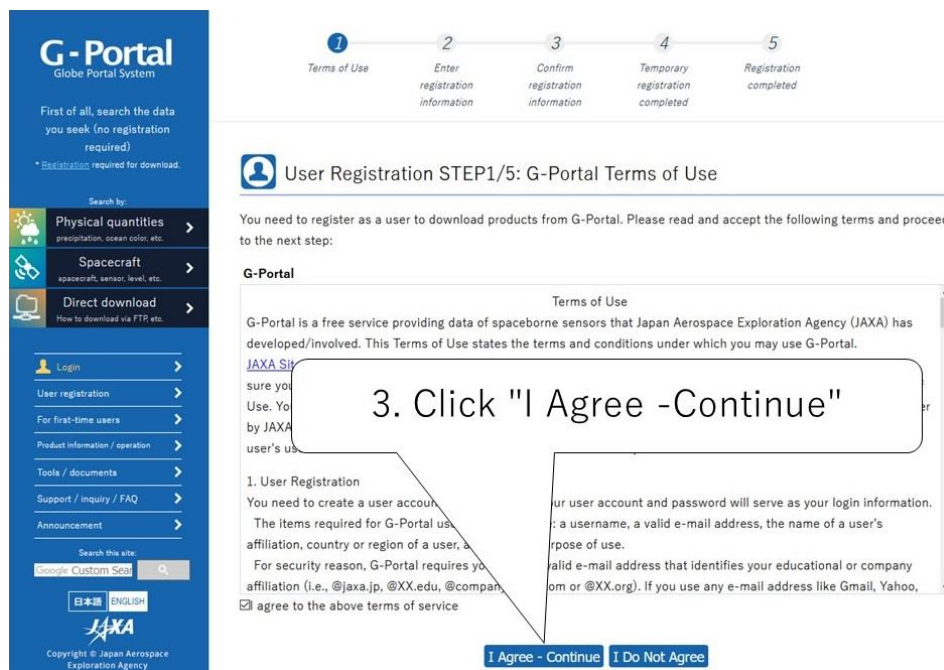 G-Portal
Globe Portal System
First of all, search the data
you seek (no registration
required)
* Registration required for download.
Search by:
Physical quantities
precipitation, ocean color, etc.
Spacecraft
spacecraft, sensor, level, etc.
Direct download
How to download via FTP, etc.
Login
User registration
For first-time users
Product information / operation
Tools / documents
Support / inquiry / FAQ
Announcement
Search this site:
Google Custom Sear
日本語 ENGLISH
JAXA
Copyright © Japan Aerospace
Exploration Agency
1 2 3 4 5
Terms of Use
Enter
registration
information
Confirm
registration
information
Temporary
registration
completed
Registration
completed
User Registration STEP1/5: G-Portal Terms of Use
You need to register as a user to download products from G-Portal. Please read and accept the following terms and proceed
to the next step:
G-Portal
Terms of Use
G-Portal is a free service providing data of spaceborne sensors that Japan Aerospace Exploration Agency (JAXA) has
developed/involved. This Terms of Use states the terms and conditions under which you may use G-Portal.
JAXA Sit
sure you
Use. You
by JAXA
user's us
3. Click "I Agree -Continue"
1. User Registration
You need to create a user accoun ur user account and password will serve as your login information.
The items required for G-Portal us : a username, a valid e-mail address, the name of a user's
affiliation, country or region of a user, a rpose of use.
For security reason, G-Portal requires yo valid e-mail address that identifies your educational or company
affiliation (i.e., @jaxa.jp, @XX.edu, @compan om or @XX.org). If you use any e-mail address like Gmail, Yahoo,
I agree to the above terms of service
I Agree - Continue I Do Not Agree